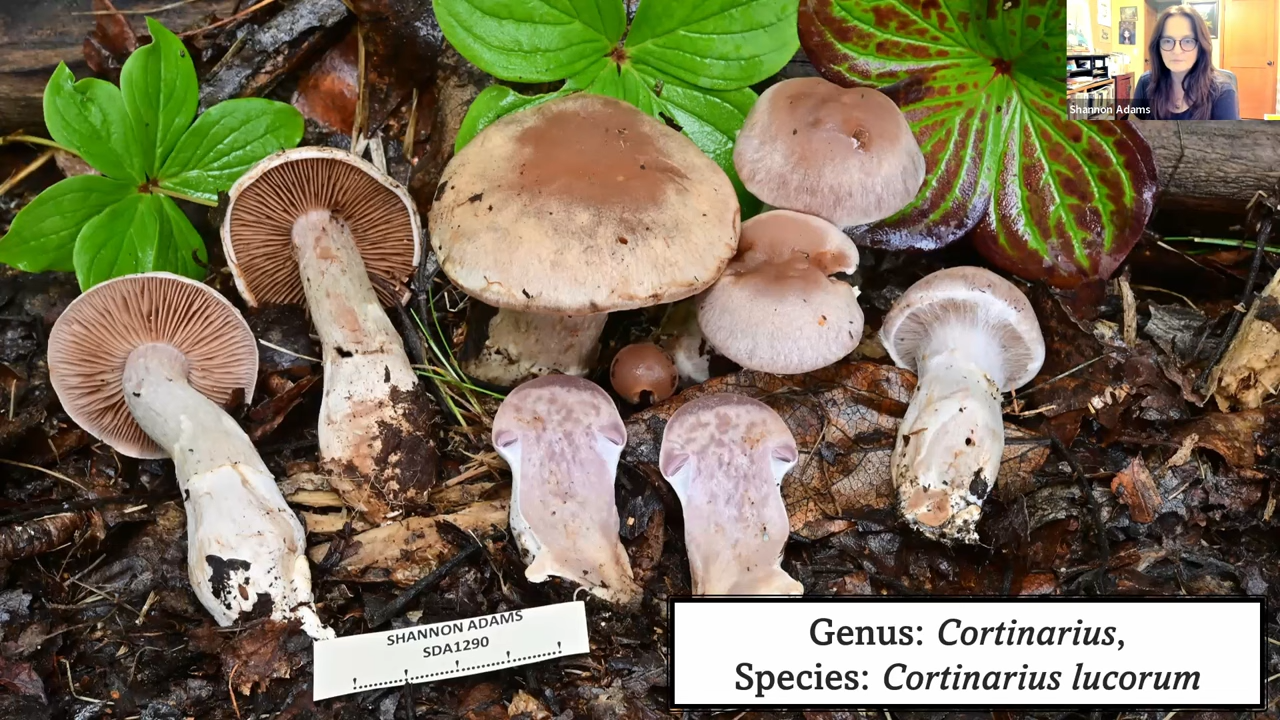 Shannon Adams
SHANNON ADAMS
SDA1290
Genus: Cortinarius,
Species: Cortinarius lucorum